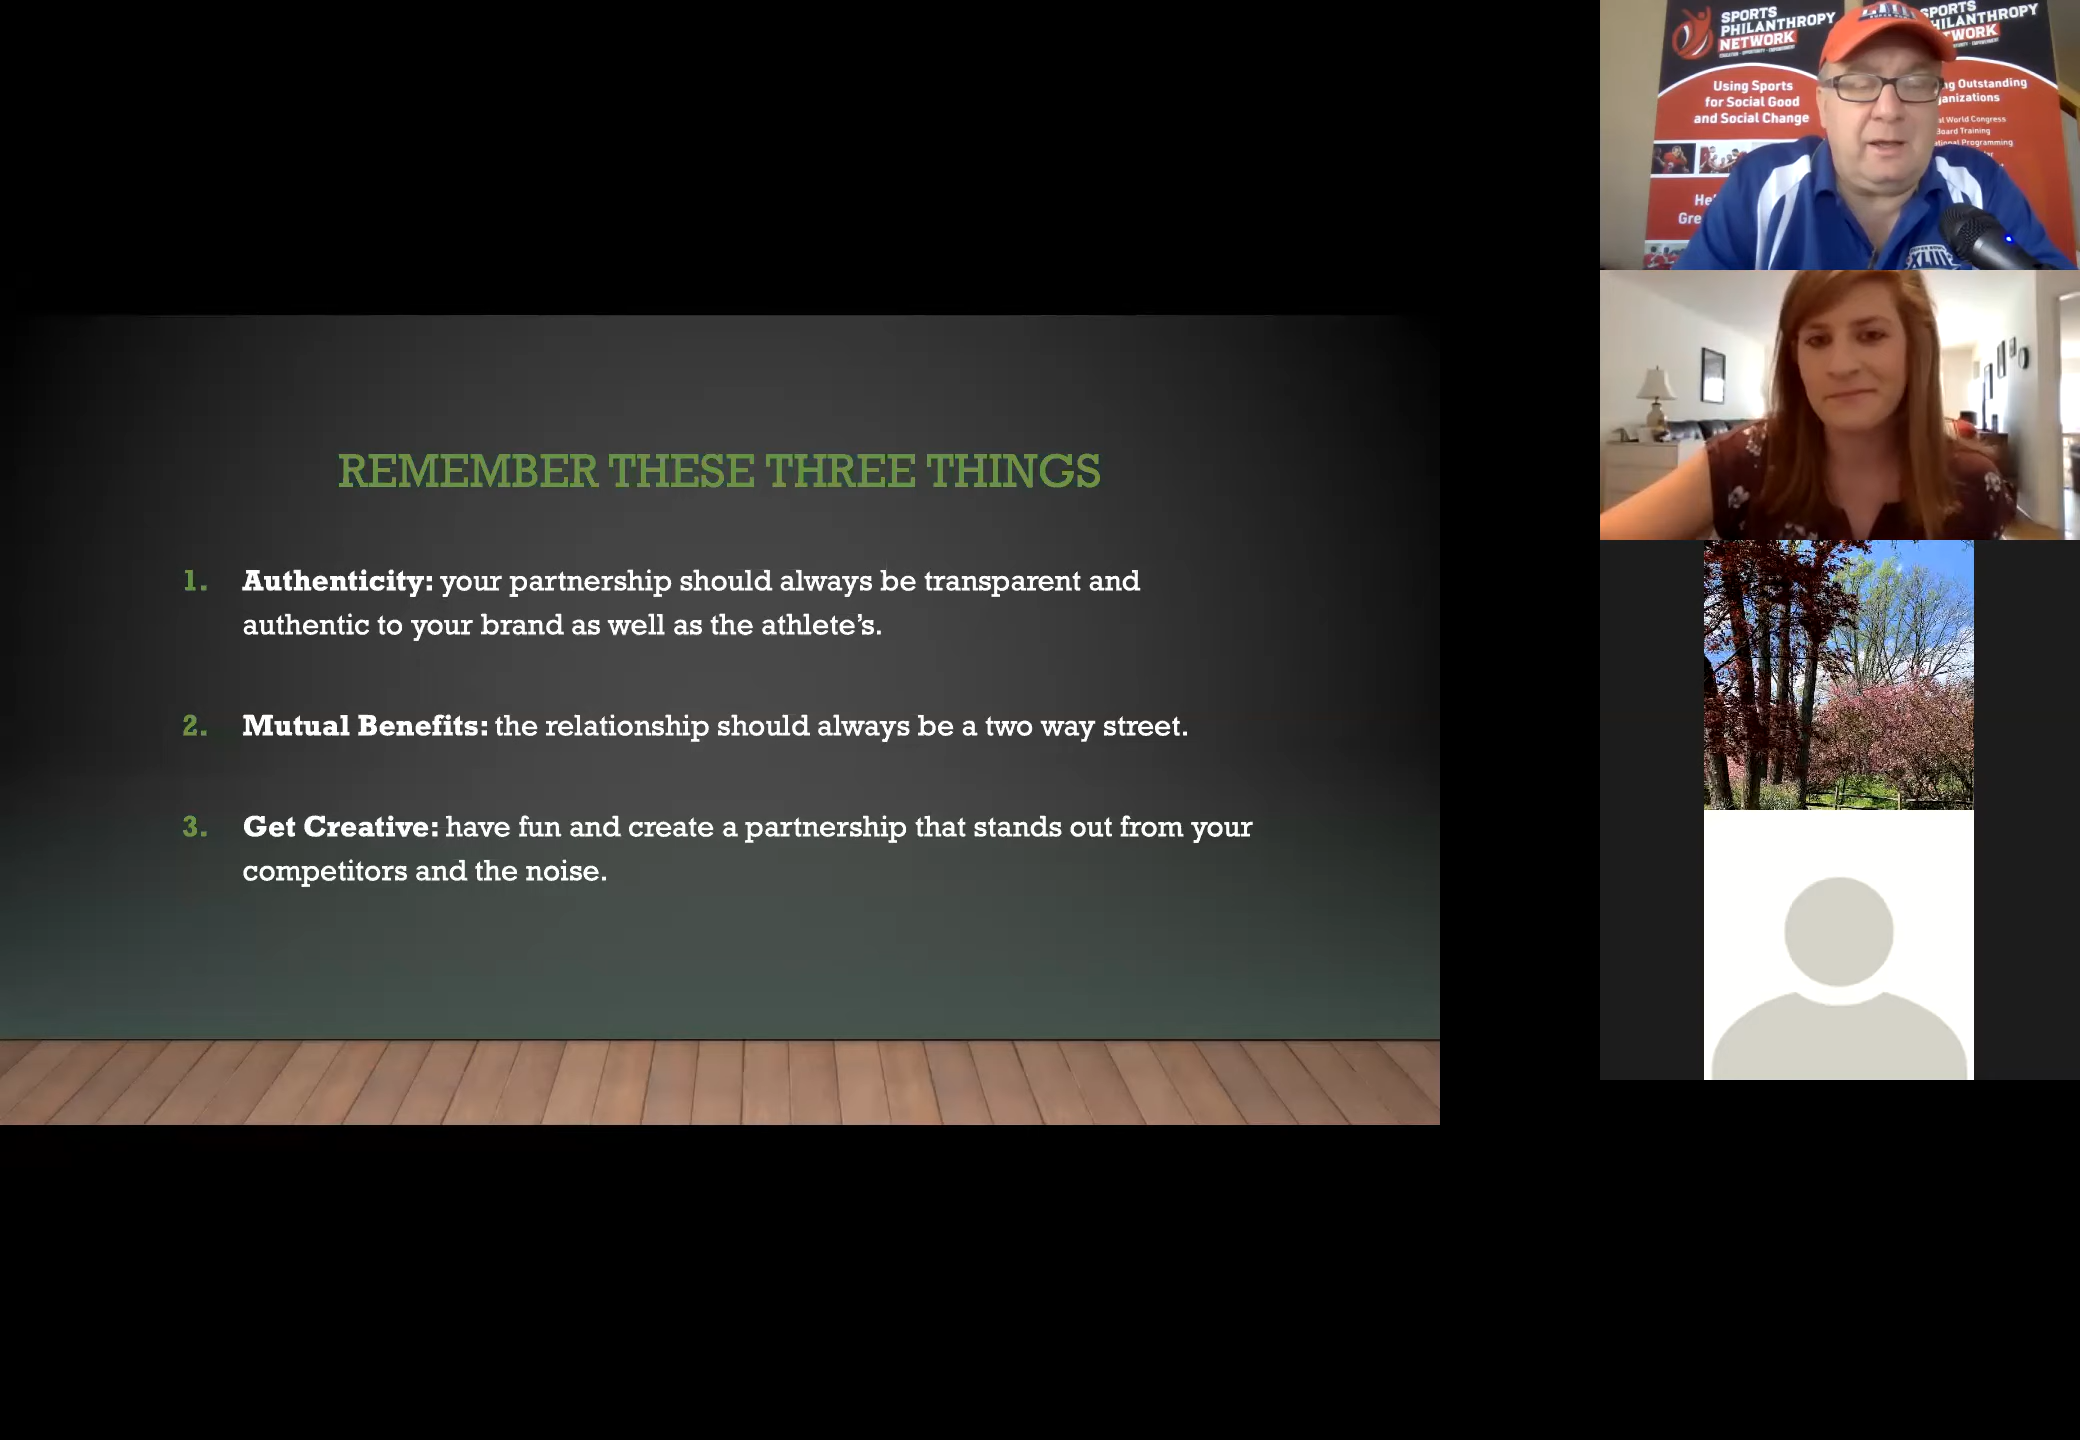 REMEMBER THESE THREE THINGS
1. Authenticity: your partnership should always be transparent and
authentic to your brand as well as the athlete's.
2. Mutual Benefits: the relationship should always be a two way street.
3. Get Creative: have fun and create a partnership that stands out from your
competitors and the noise.
SPORTS
PHILANTHROPY
NETWORK
Using Sports
for Social Good
and Social Change
SPORTS
PHILANTHROPY
Outstanding
World Congress
Board Training
Programming
XLIII